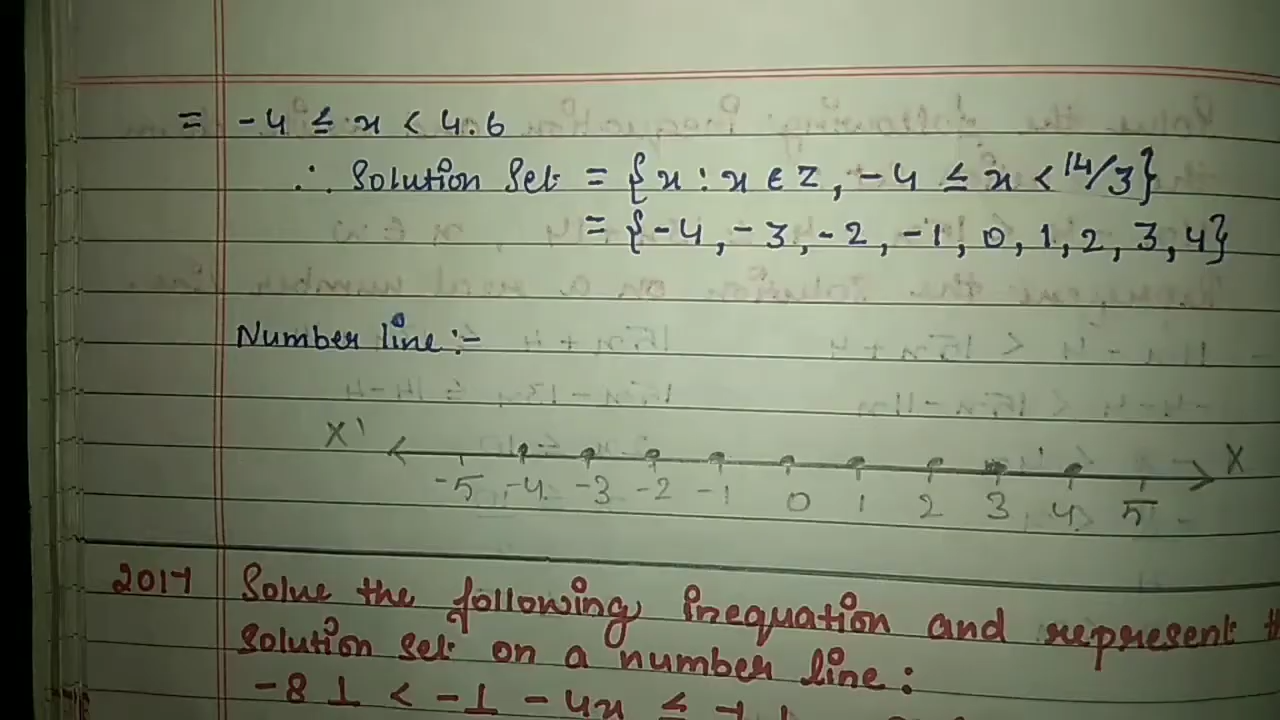 = -4 ≤ x < 4.6
∴ Solution Set = {x : x ∈ Z, -4 ≤ x < 14/3}
= {-4, -3, -2, -1, 0, 1, 2, 3, 4}
Number line :-
X' X
-5 -4 -3 -2 -1 0 1 2 3 4 5
2017 Solve the following inequation and represent
solution set on a number line :